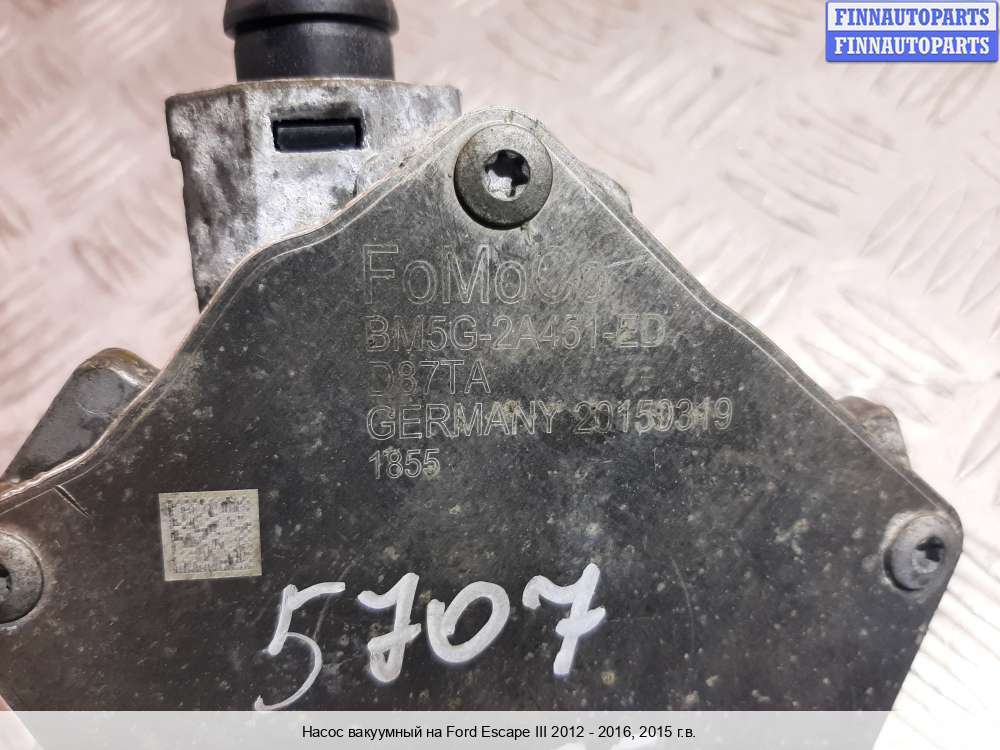 FINNAUTOPARTS
FINNAUTOPARTS
FoMoCo
BM5G-2A451-ED
D87TA
GERMANY 20150319
1855
5707
Насос вакуумный на Ford Escape III 2012 - 2016, 2015 г.в.